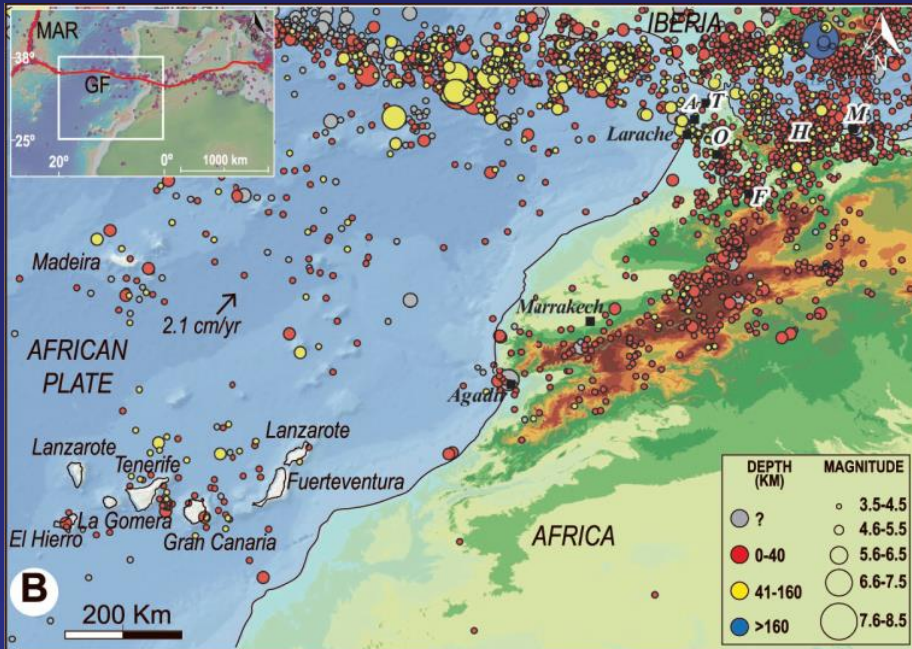 MAR
38°
GF
25°
20°
0°
1000 km
IBERIA
N
A
T
Larache
O
H
M
F
Madeira
2.1 cm/yr
Marrakech
AFRICAN
PLATE
Agadir
Lanzarote
Lanzarote
Tenerife
Fuerteventura
La Gomera
El Hierro
Gran Canaria
AFRICA
B
200 Km
DEPTH
(KM)
MAGNITUDE
?
3.5-4.5
4.6-5.5
0-40
5.6-6.5
41-160
6.6-7.5
>160
7.6-8.5